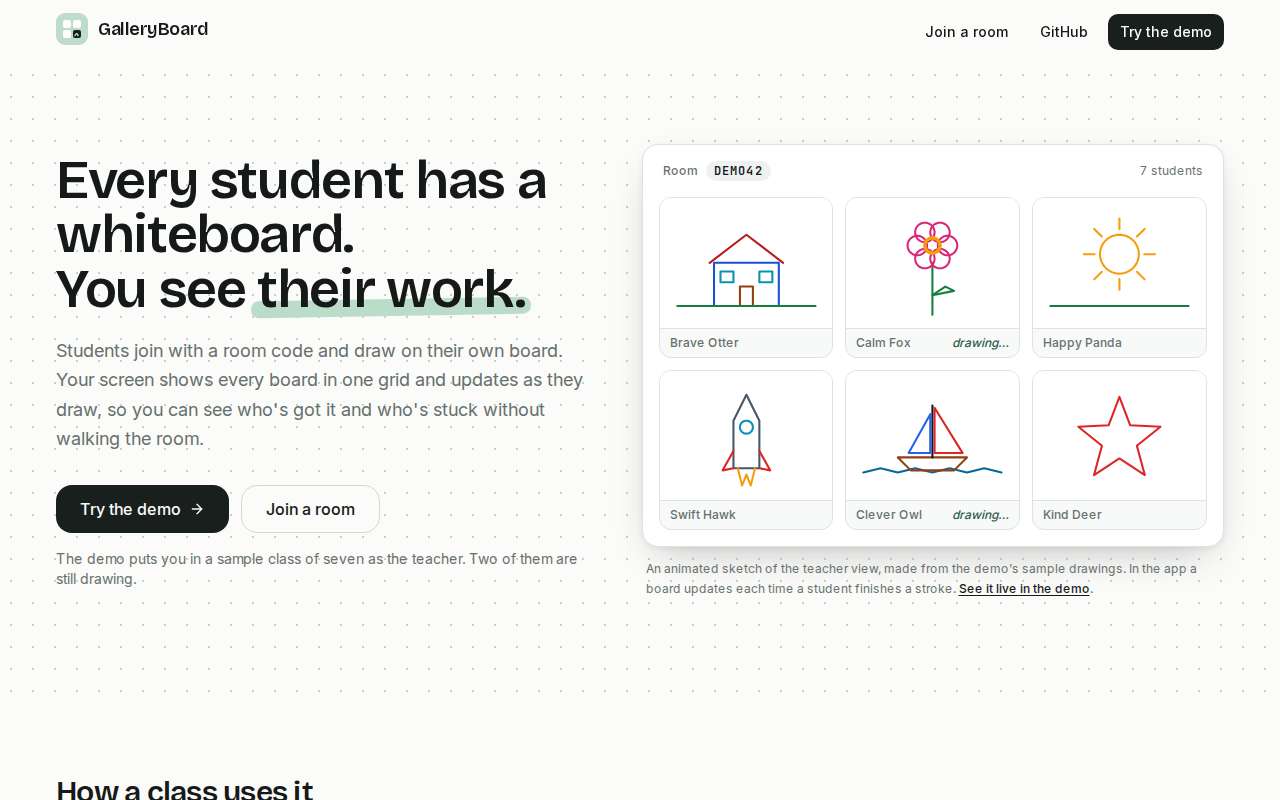 GalleryBoard
Join a room
GitHub
Try the demo
Every student has a
whiteboard.
You see their work.
Students join with a room code and draw on their own board.
Your screen shows every board in one grid and updates as they
draw, so you can see who's got it and who's stuck without
walking the room.
Try the demo →
Join a room
The demo puts you in a sample class of seven as the teacher. Two of them are
still drawing.
Room DEMO42
7 students
Brave Otter
Calm Fox drawing...
Happy Panda
Swift Hawk
Clever Owl drawing...
Kind Deer
An animated sketch of the teacher view, made from the demo's sample drawings. In the app a
board updates each time a student finishes a stroke. See it live in the demo.
How a class uses it